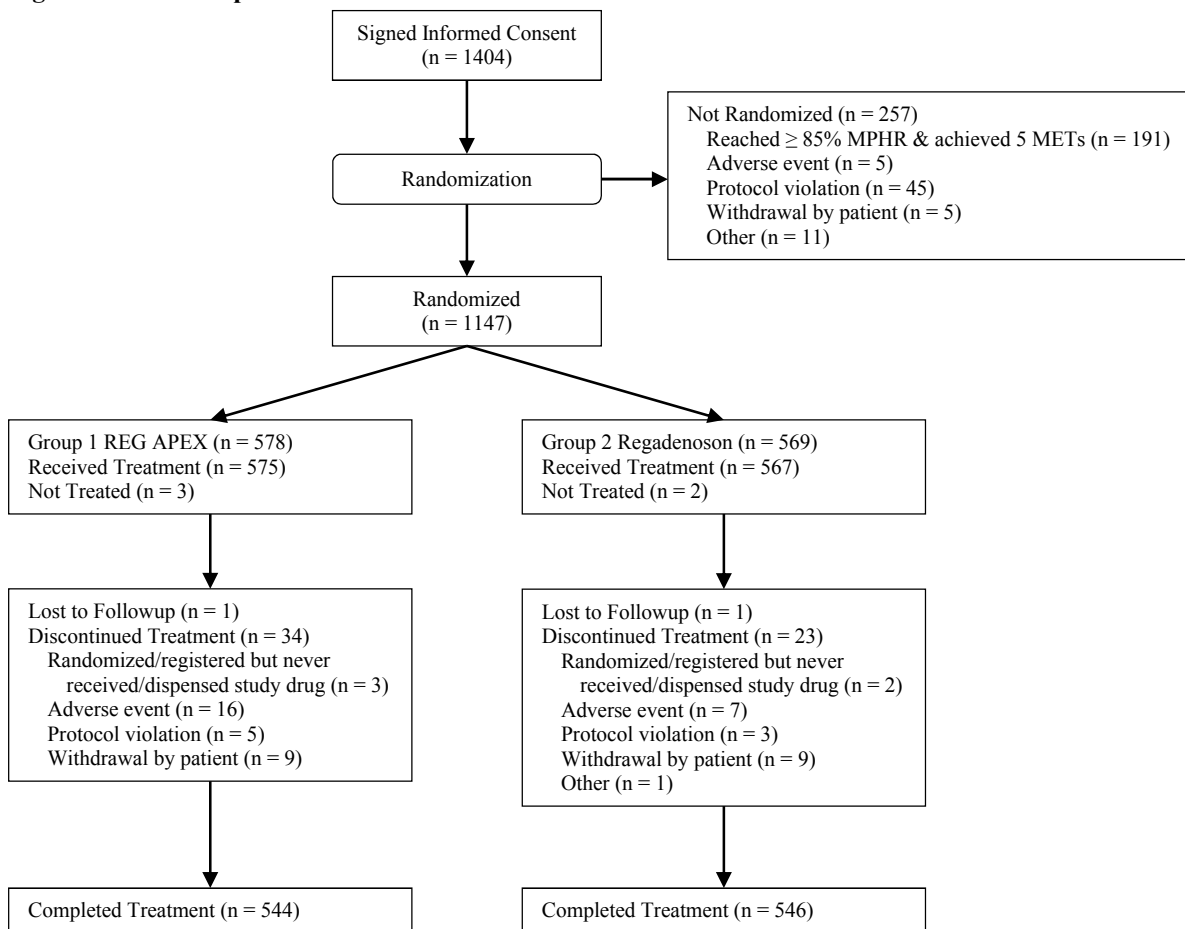 Signed Informed Consent
(n = 1404)
Not Randomized (n = 257)
Reached ≥ 85% MPHR & achieved 5 METs (n = 191)
Adverse event (n = 5)
Protocol violation (n = 45)
Withdrawal by patient (n = 5)
Other (n = 11)
Randomization
Randomized
(n = 1147)
Group 1 REG APEX (n = 578)
Received Treatment (n = 575)
Not Treated (n = 3)
Group 2 Regadenoson (n = 569)
Received Treatment (n = 567)
Not Treated (n = 2)
Lost to Followup (n = 1)
Discontinued Treatment (n = 34)
Randomized/registered but never
received/dispensed study drug (n = 3)
Adverse event (n = 16)
Protocol violation (n = 5)
Withdrawal by patient (n = 9)
Lost to Followup (n = 1)
Discontinued Treatment (n = 23)
Randomized/registered but never
received/dispensed study drug (n = 2)
Adverse event (n = 7)
Protocol violation (n = 3)
Withdrawal by patient (n = 9)
Other (n = 1)
Completed Treatment (n = 544)
Completed Treatment (n = 546)